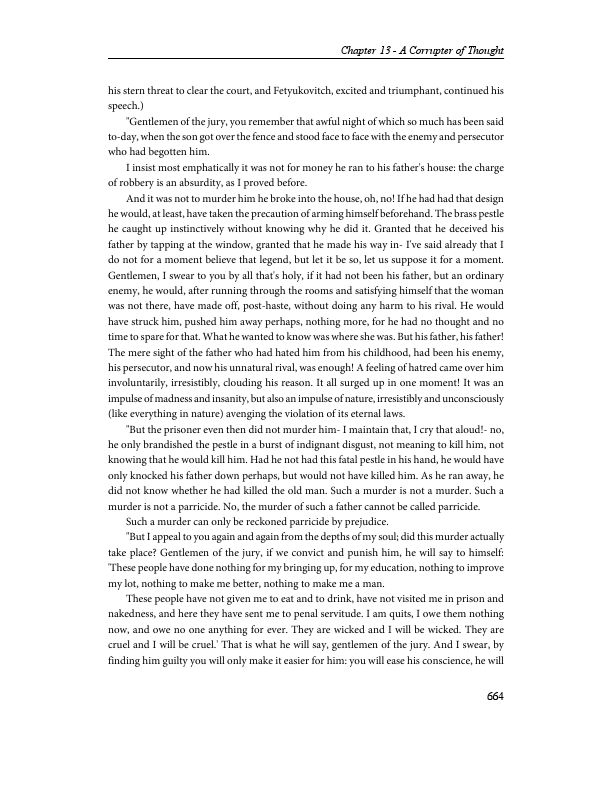 Chapter 13 - A Corrupter of Thought
his stern threat to clear the court, and Fetyukovitch, excited and triumphant, continued his
speech.)
"Gentlemen of the jury, you remember that awful night of which so much has been said
to-day, when the son got over the fence and stood face to face with the enemy and persecutor
who had begotten him.
I insist most emphatically it was not for money he ran to his father's house: the charge
of robbery is an absurdity, as I proved before.
And it was not to murder him he broke into the house, oh, no! If he had had that design
he would, at least, have taken the precaution of arming himself beforehand. The brass pestle
he caught up instinctively without knowing why he did it. Granted that he deceived his
father by tapping at the window, granted that he made his way in- I've said already that I
do not for a moment believe that legend, but let it be so, let us suppose it for a moment.
Gentlemen, I swear to you by all that's holy, if it had not been his father, but an ordinary
enemy, he would, after running through the rooms and satisfying himself that the woman
was not there, have made off, post-haste, without doing any harm to his rival. He would
have struck him, pushed him away perhaps, nothing more, for he had no thought and no
time to spare for that. What he wanted to know was where she was. But his father, his father!
The mere sight of the father who had hated him from his childhood, had been his enemy,
his persecutor, and now his unnatural rival, was enough! A feeling of hatred came over him
involuntarily, irresistibly, clouding his reason. It all surged up in one moment! It was an
impulse of madness and insanity, but also an impulse of nature, irresistibly and unconsciously
(like everything in nature) avenging the violation of its eternal laws.
"But the prisoner even then did not murder him- I maintain that, I cry that aloud!- no,
he only brandished the pestle in a burst of indignant disgust, not meaning to kill him, not
knowing that he would kill him. Had he not had this fatal pestle in his hand, he would have
only knocked his father down perhaps, but would not have killed him. As he ran away, he
did not know whether he had killed the old man. Such a murder is not a murder. Such a
murder is not a parricide. No, the murder of such a father cannot be called parricide.
Such a murder can only be reckoned parricide by prejudice.
"But I appeal to you again and again from the depths of my soul; did this murder actually
take place? Gentlemen of the jury, if we convict and punish him, he will say to himself:
'These people have done nothing for my bringing up, for my education, nothing to improve
my lot, nothing to make me better, nothing to make me a man.
These people have not given me to eat and to drink, have not visited me in prison and
nakedness, and here they have sent me to penal servitude. I am quits, I owe them nothing
now, and owe no one anything for ever. They are wicked and I will be wicked. They are
cruel and I will be cruel.' That is what he will say, gentlemen of the jury. And I swear, by
finding him guilty you will only make it easier for him: you will ease his conscience, he will
664